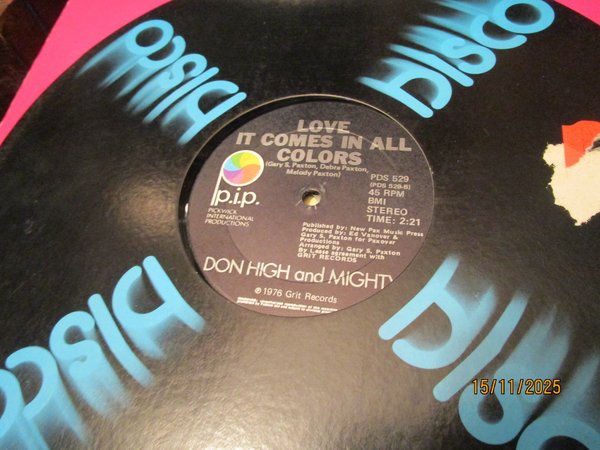 Disco
Disco
LOVE
IT COMES IN ALL
COLORS
(Gary S. Paxton, Debra Paxton,
Melody Paxton)
PDS 529
(PDS 529-B)
45 RPM
BMI
STEREO
TIME: 2:21
p.i.p.
PICKWICK
INTERNATIONAL
PRODUCTIONS
Published by: New Pax Music Press
Produced by: Ed Vanover &
Gary S. Paxton for Paxover
Productions
Arranged by: Gary S. Paxton
By Lease agreement with
GRIT RECORDS
DON HIGH and MIGHTY
℗ 1976 Grit Records
Disco
Disco
15/11/2025